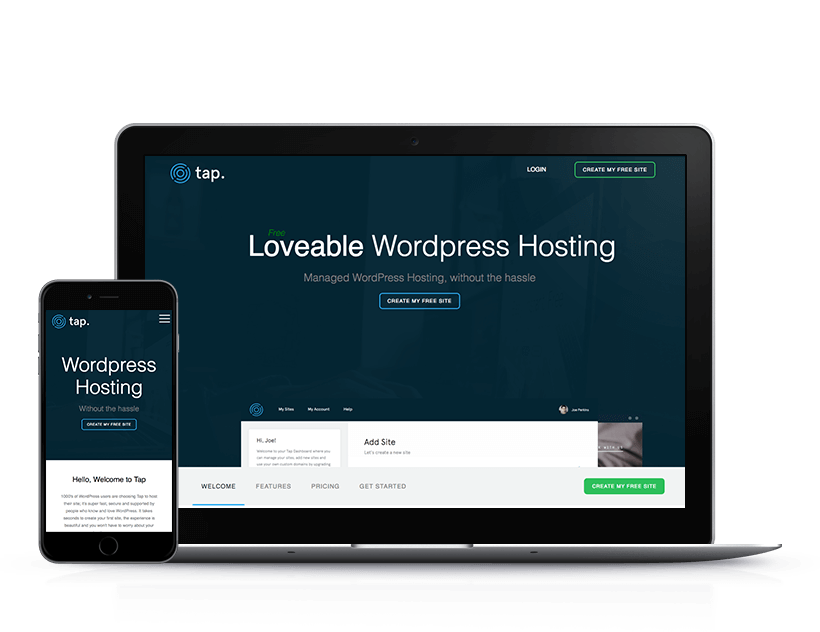 tap.
LOGIN
CREATE MY FREE SITE
Free
Loveable Wordpress Hosting
Managed WordPress Hosting, without the hassle
CREATE MY FREE SITE
My Sites
My Account
Help
Joe Perkins
Hi, Joe!
Welcome to your Tap Dashboard where you
can manage your sites, add new sites and
use your own custom domains by upgrading
Add Site
Let's create a new site
WELCOME
FEATURES
PRICING
GET STARTED
CREATE MY FREE SITE
tap.
Wordpress
Hosting
Without the hassle
CREATE MY FREE SITE
Hello, Welcome to Tap
1000's of WordPress users are choosing Tap to host
their site; it's super fast, secure and supported by
people who know and love WordPress. It takes
seconds to create your first site, the experience is
beautiful and you won't have to worry about your